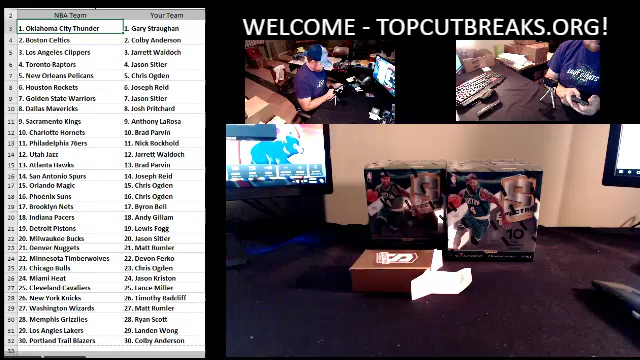 WELCOME - TOPCUTBREAKS.ORG!
NBA Team Your Team
1. Oklahoma City Thunder 1. Gary Straughan
2. Boston Celtics 2. Colby Anderson
3. Los Angeles Clippers 3. Jarrett Waldoch
4. Toronto Raptors 4. Jason Sitler
5. New Orleans Pelicans 5. Chris Ogden
6. Houston Rockets 6. Joseph Reid
7. Golden State Warriors 7. Jason Sitler
8. Dallas Mavericks 8. Josh Pritchard
9. Sacramento Kings 9. Anthony LaRosa
10. Charlotte Hornets 10. Brad Parvin
11. Philadelphia 76ers 11. Nick Rockhold
12. Utah Jazz 12. Jarrett Waldoch
13. Atlanta Hawks 13. Brad Parvin
14. San Antonio Spurs 14. Joseph Reid
15. Orlando Magic 15. Chris Ogden
16. Phoenix Suns 16. Chris Ogden
17. Brooklyn Nets 17. Byron Bell
18. Indiana Pacers 18. Andy Gillam
19. Detroit Pistons 19. Lewis Fogg
20. Milwaukee Bucks 20. Jason Sitler
21. Denver Nuggets 21. Matt Rumler
22. Minnesota Timberwolves 22. Devon Ferko
23. Chicago Bulls 23. Chris Ogden
24. Miami Heat 24. Jason Kriston
25. Cleveland Cavaliers 25. Lance Miller
26. New York Knicks 26. Timothy Radcliff
27. Washington Wizards 27. Matt Rumler
28. Memphis Grizzlies 28. Ryan Scott
29. Los Angeles Lakers 29. Landen Wong
30. Portland Trail Blazers 30. Colby Anderson
SPECTRA
10